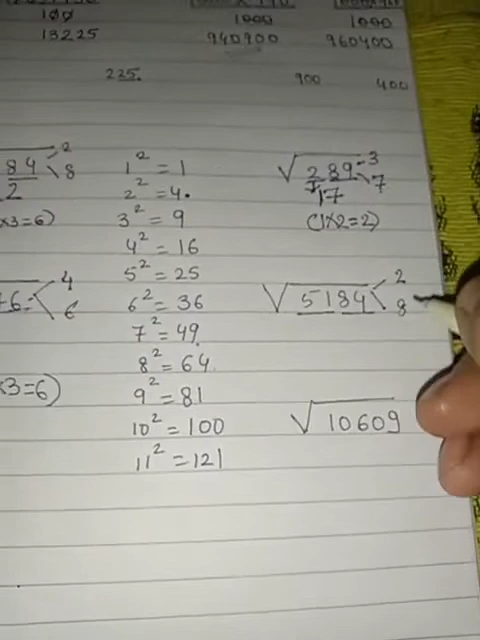 100
1000
1000
13225
940900
960400
225.
900
400
84 2
8
2
×3=6)
1² = 1
2² = 4.
3² = 9
4² = 16
5² = 25
6² = 36
7² = 49
8² = 64
9² = 81
10² = 100
11² = 121
√289 3
7
17
(1×2=2)
76 4
6
×3=6)
√5184 2
8
√10609